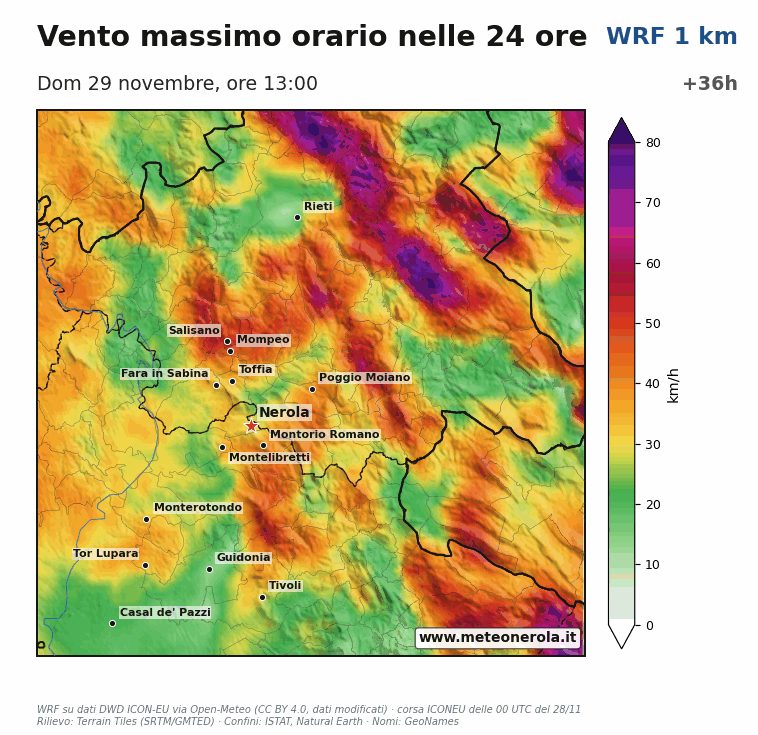 Vento massimo orario nelle 24 ore WRF 1 km
Dom 29 novembre, ore 13:00 +36h
80
70
60
50
40
30
20
10
0
km/h
Rieti
Salisano
Mompeo
Toffia
Fara in Sabina
Poggio Moiano
Nerola
Montorio Romano
Montelibretti
Monterotondo
Tor Lupara
Guidonia
Tivoli
Casal de' Pazzi
www.meteonerola.it
WRF su dati DWD ICON-EU via Open-Meteo (CC BY 4.0, dati modificati) · corsa ICONEU delle 00 UTC del 28/11
Rilievo: Terrain Tiles (SRTM/GMTED) · Confini: ISTAT, Natural Earth · Nomi: GeoNames